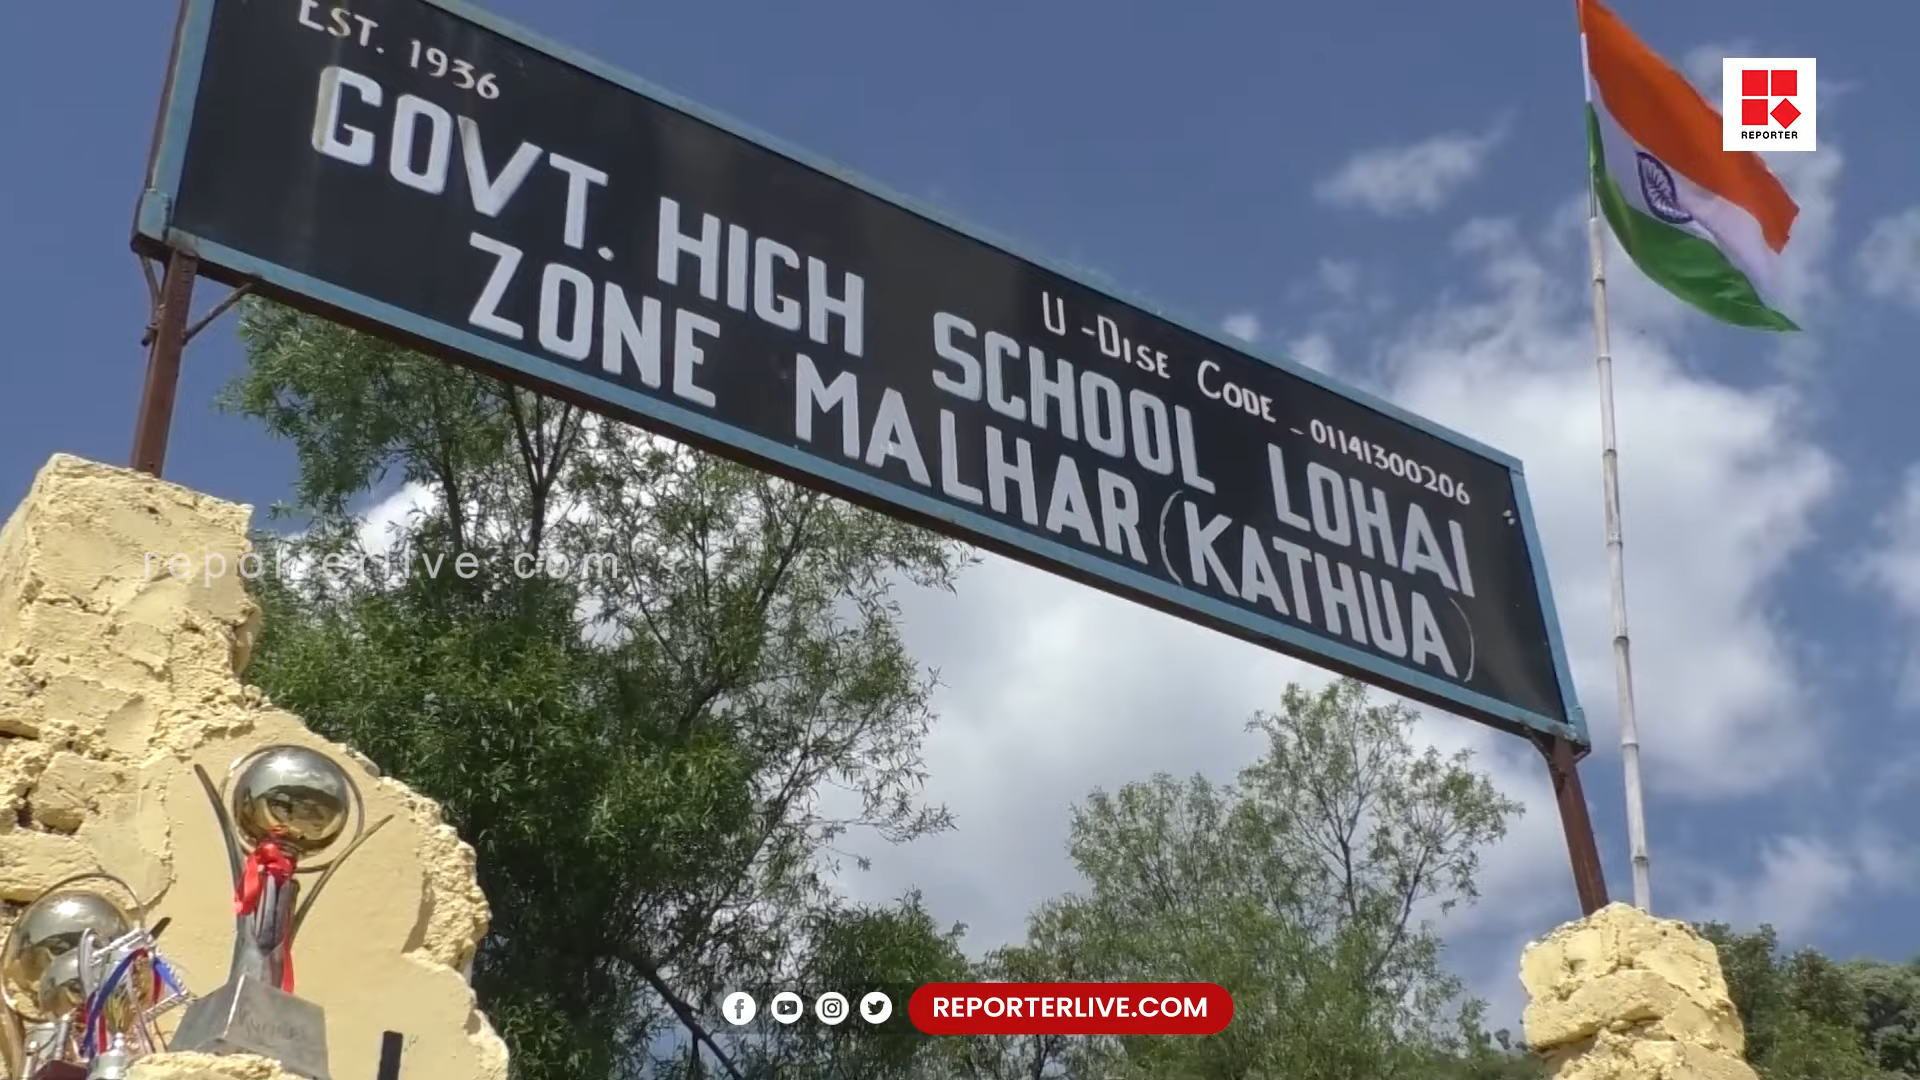 EST. 1936
U-DISE CODE - 01141300206
GOVT. HIGH SCHOOL LOHAI
ZONE MALHAR (KATHUA)
REPORTER
reporterlive.com
REPORTERLIVE.COM